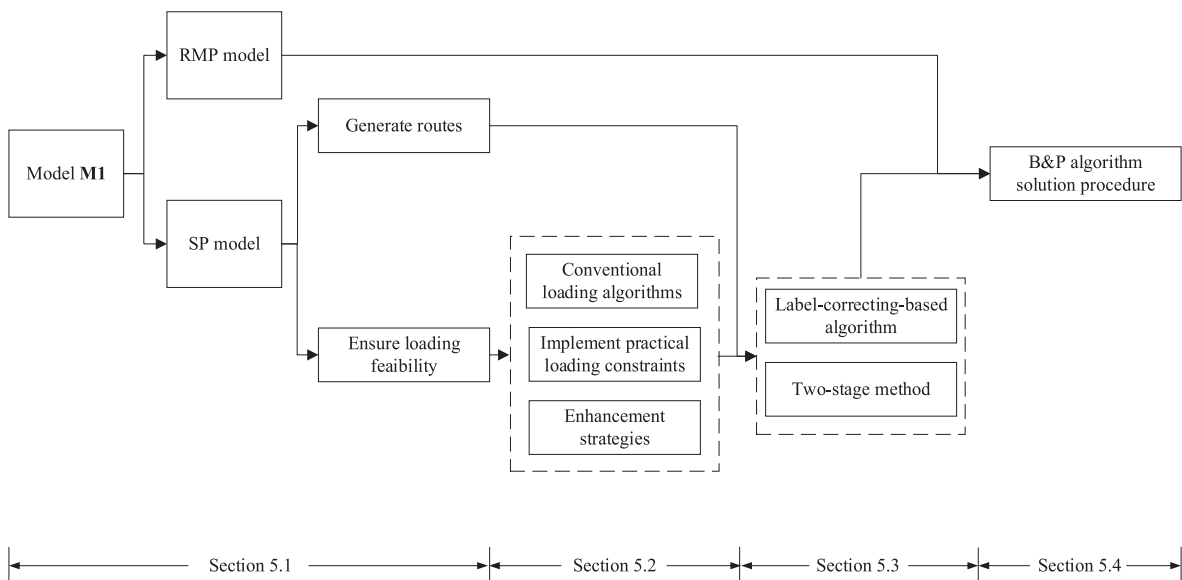 RMP model
Model M1
SP model
Generate routes
Ensure loading
feaibility
Conventional
loading algorithms
Implement practical
loading constraints
Enhancement
strategies
Label-correcting-based
algorithm
Two-stage method
B&P algorithm
solution procedure
Section 5.1
Section 5.2
Section 5.3
Section 5.4